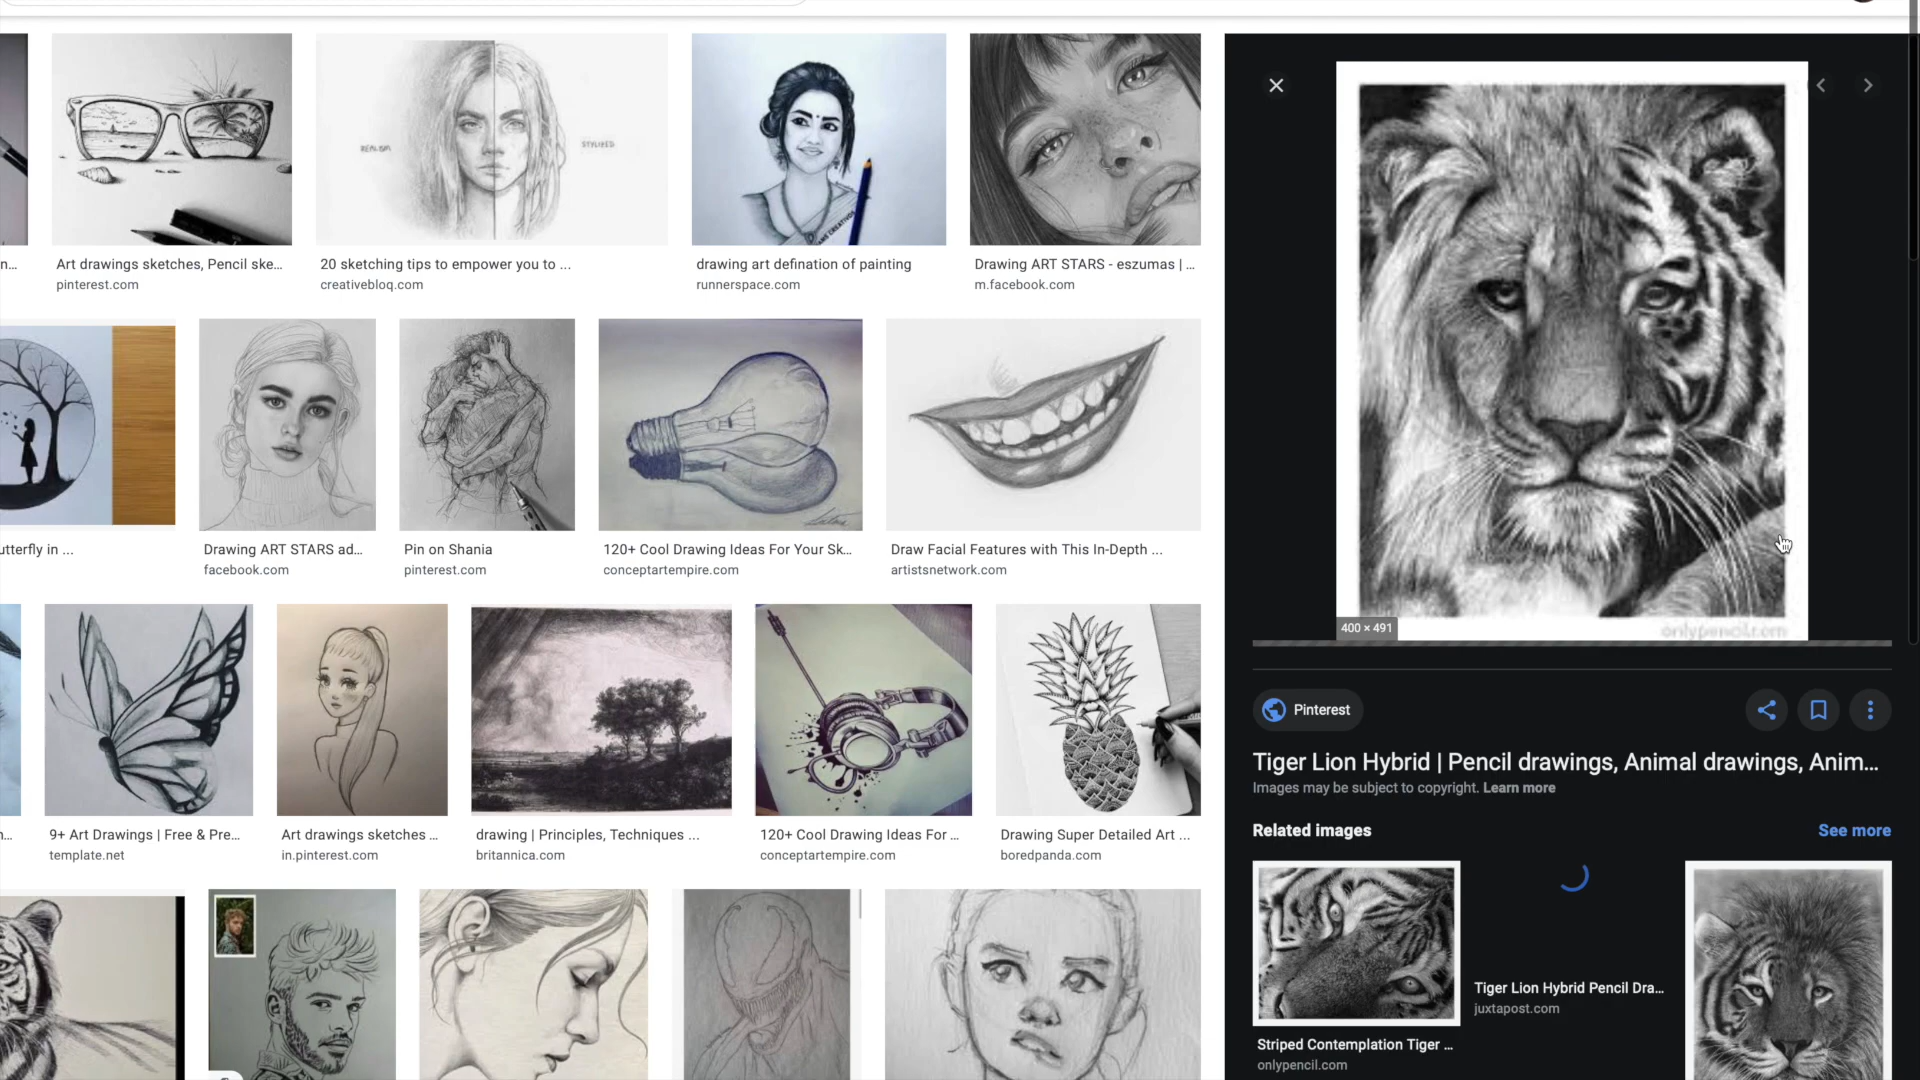 REALISM
STYLIZED
n...
Art drawings sketches, Pencil ske...
pinterest.com
20 sketching tips to empower you to ...
creativebloq.com
drawing art defination of painting
runnerspace.com
Drawing ART STARS - eszumas | ...
m.facebook.com
utterfly in ...
Drawing ART STARS ad...
facebook.com
Pin on Shania
pinterest.com
120+ Cool Drawing Ideas For Your Sk...
conceptartempire.com
Draw Facial Features with This In-Depth ...
artistsnetwork.com
9+ Art Drawings | Free & Pre...
template.net
Art drawings sketches ...
in.pinterest.com
drawing | Principles, Techniques ...
britannica.com
120+ Cool Drawing Ideas For ...
conceptartempire.com
Drawing Super Detailed Art ...
boredpanda.com
400 × 491
onlypencil.com
Pinterest
Tiger Lion Hybrid | Pencil drawings, Animal drawings, Anim...
Images may be subject to copyright. Learn more
Related images
See more
Striped Contemplation Tiger ...
onlypencil.com
Tiger Lion Hybrid Pencil Dra...
juxtapost.com